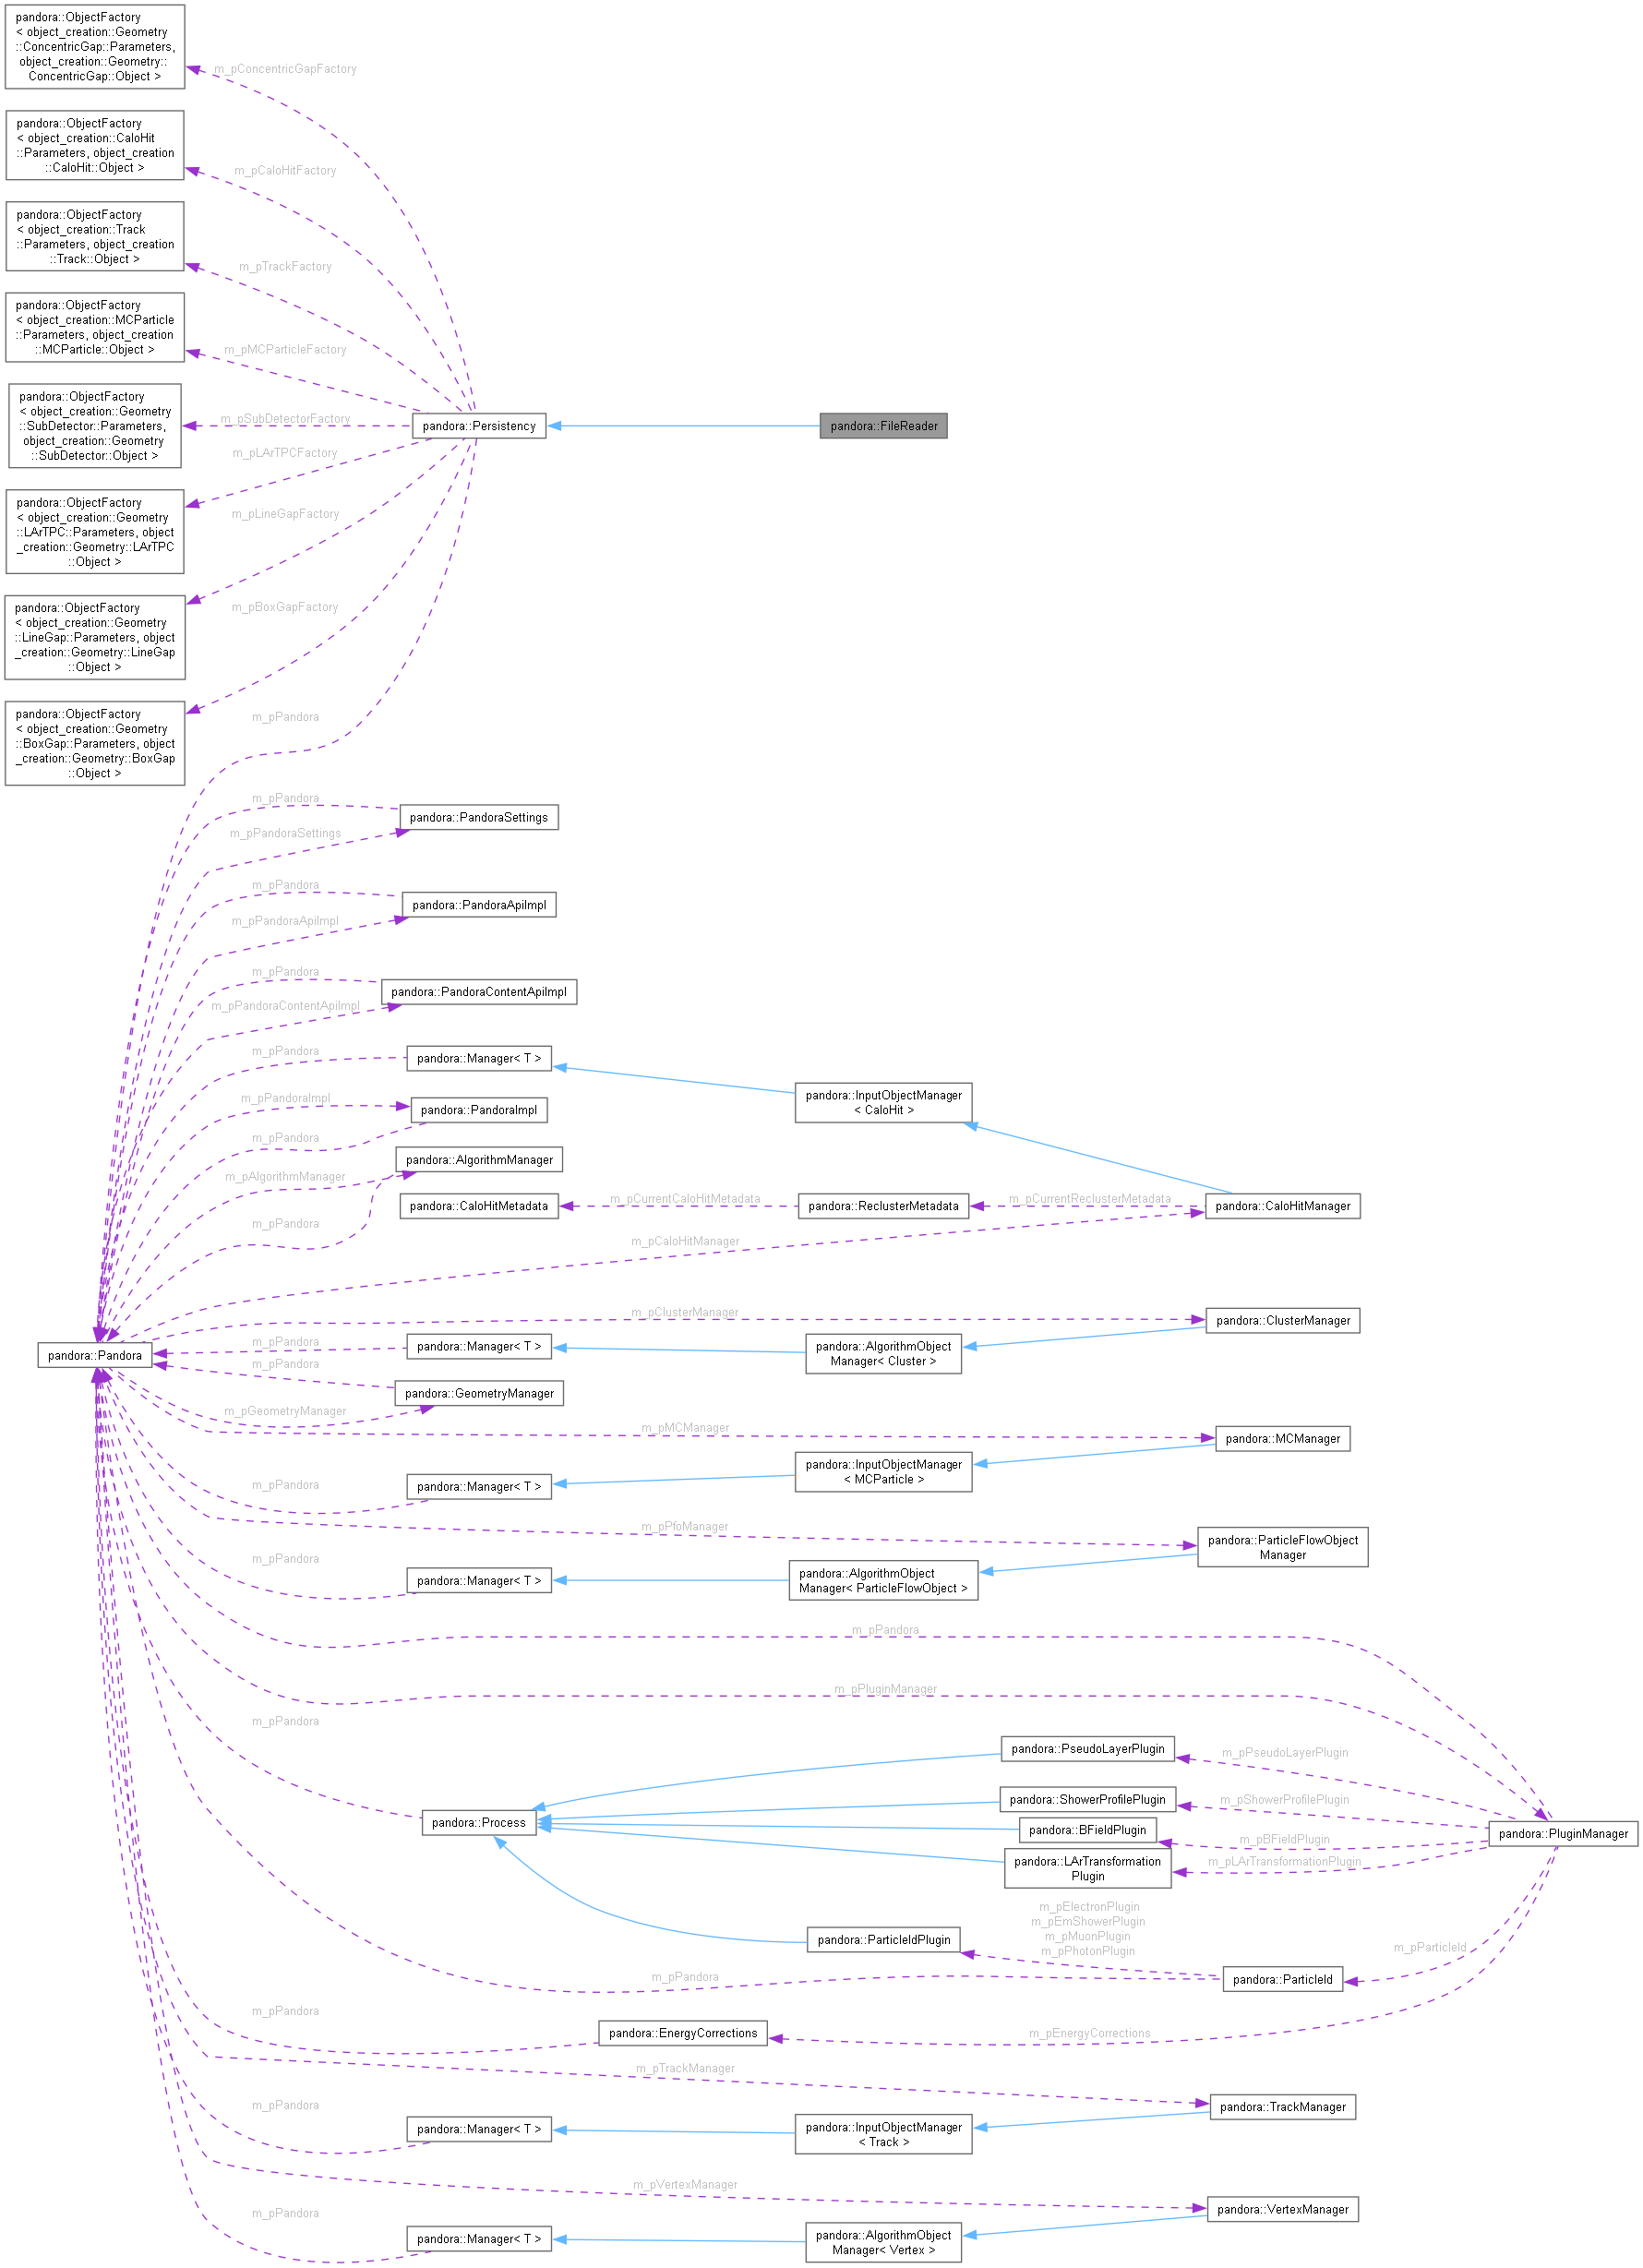 pandora::ObjectFactory
< object_creation::Geometry
::ConcentricGap::Parameters,
object_creation::Geometry::
ConcentricGap::Object >
m_pConcentricGapFactory
pandora::ObjectFactory
< object_creation::CaloHit
::Parameters, object_creation
::CaloHit::Object >
m_pCaloHitFactory
pandora::ObjectFactory
< object_creation::Track
::Parameters, object_creation
::Track::Object >
m_pTrackFactory
pandora::ObjectFactory
< object_creation::MCParticle
::Parameters, object_creation
::MCParticle::Object >
m_pMCParticleFactory
pandora::ObjectFactory
< object_creation::Geometry
::SubDetector::Parameters,
object_creation::Geometry
::SubDetector::Object >
m_pSubDetectorFactory
pandora::Persistency
pandora::FileReader
m_pLArTPCFactory
pandora::ObjectFactory
< object_creation::Geometry
::LArTPC::Parameters, object
_creation::Geometry::LArTPC
::Object >
m_pLineGapFactory
pandora::ObjectFactory
< object_creation::Geometry
::LineGap::Parameters, object
_creation::Geometry::LineGap
::Object >
m_pBoxGapFactory
pandora::ObjectFactory
< object_creation::Geometry
::BoxGap::Parameters, object
_creation::Geometry::BoxGap
::Object >
m_pPandora
m_pPandora
pandora::PandoraSettings
m_pPandoraSettings
m_pPandora
pandora::PandoraApiImpl
m_pPandoraApiImpl
m_pPandora
pandora::PandoraContentApiImpl
m_pPandoraContentApiImpl
m_pPandora
pandora::Manager< T >
pandora::InputObjectManager
< CaloHit >
m_pPandoraImpl
pandora::PandoraImpl
m_pPandora
pandora::AlgorithmManager
m_pAlgorithmManager
m_pPandora
pandora::CaloHitMetadata
m_pCurrentCaloHitMetadata
pandora::ReclusterMetadata
m_pCurrentReclusterMetadata
pandora::CaloHitManager
m_pCaloHitManager
m_pClusterManager
pandora::ClusterManager
pandora::Pandora
m_pPandora
pandora::Manager< T >
pandora::AlgorithmObject
Manager< Cluster >
m_pPandora
pandora::GeometryManager
m_pGeometryManager
m_pMCManager
pandora::MCManager
m_pPandora
pandora::Manager< T >
pandora::InputObjectManager
< MCParticle >
m_pPfoManager
pandora::ParticleFlowObject
Manager
m_pPandora
pandora::Manager< T >
pandora::AlgorithmObject
Manager< ParticleFlowObject >
m_pPandora
m_pPluginManager
m_pPandora
pandora::PseudoLayerPlugin
m_pPseudoLayerPlugin
pandora::ShowerProfilePlugin
m_pShowerProfilePlugin
pandora::Process
pandora::BFieldPlugin
m_pBFieldPlugin
pandora::PluginManager
pandora::LArTransformation
Plugin
m_pLArTransformationPlugin
pandora::ParticleIdPlugin
m_pElectronPlugin
m_pEmShowerPlugin
m_pMuonPlugin
m_pPhotonPlugin
m_pParticleId
pandora::ParticleId
m_pPandora
m_pPandora
pandora::EnergyCorrections
m_pEnergyCorrections
m_pTrackManager
pandora::TrackManager
m_pPandora
pandora::Manager< T >
pandora::InputObjectManager
< Track >
m_pVertexManager
pandora::VertexManager
m_pPandora
pandora::Manager< T >
pandora::AlgorithmObject
Manager< Vertex >